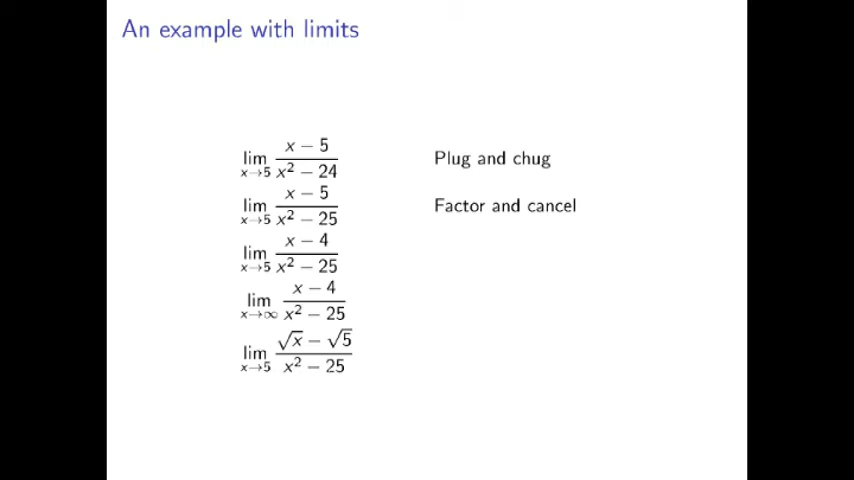 An example with limits
lim x→5 (x − 5)/(x² − 24) Plug and chug
lim x→5 (x − 5)/(x² − 25) Factor and cancel
lim x→5 (x − 4)/(x² − 25)
lim x→∞ (x − 4)/(x² − 25)
lim x→5 (√x − √5)/(x² − 25)